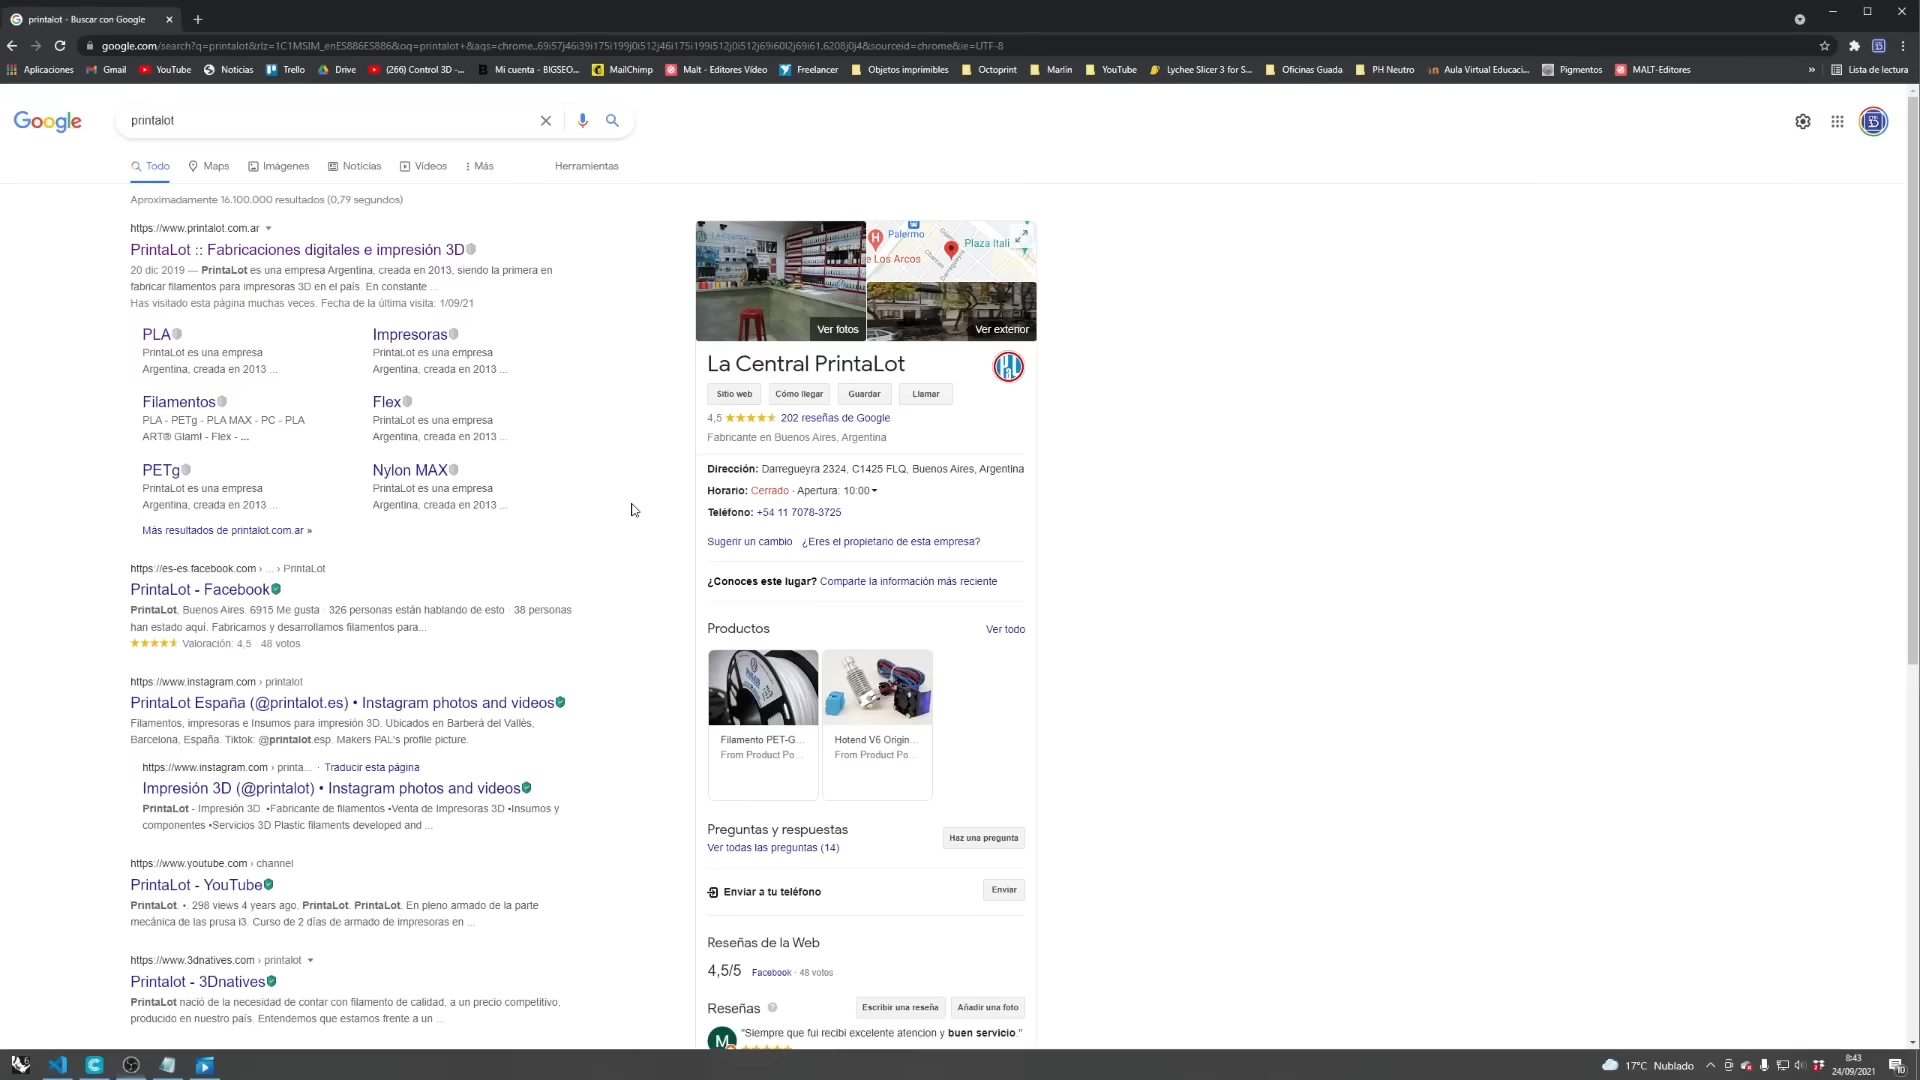 printalot - Buscar con Google
google.com/search?q=printalot&rlz=1C1MSIM_enES886ES886&oq=printalot+&aqs=chrome..69i57j46i39i175i199j0i512j46i175i199i512j0i512j69i60l2j69i61.6208j0j4&sourceid=chrome&ie=UTF-8
Aplicaciones Gmail YouTube Noticias Trello Drive (266) Control 3D -... Mi cuenta - BIGSEO... MailChimp Malt - Editores Vídeo Freelancer Objetos imprimibles Octoprint Marlin YouTube Lychee Slicer 3 for S... Oficinas Guada PH Neutro Aula Virtual Educaci... Pigmentos MALT-Editores » Lista de lectura
Google
printalot
Todo Maps Imágenes Noticias Vídeos Más Herramientas
Aproximadamente 16.100.000 resultados (0,79 segundos)
https://www.printalot.com.ar
PrintaLot :: Fabricaciones digitales e impresión 3D
20 dic 2019 — PrintaLot es una empresa Argentina, creada en 2013, siendo la primera en
fabricar filamentos para impresoras 3D en el país. En constante ...
Has visitado esta página muchas veces. Fecha de la última visita: 1/09/21
PLA
PrintaLot es una empresa
Argentina, creada en 2013 ...
Impresoras
PrintaLot es una empresa
Argentina, creada en 2013 ...
Filamentos
PLA - PETg - PLA MAX - PC - PLA
ART® Glam! - Flex - ...
Flex
PrintaLot es una empresa
Argentina, creada en 2013 ...
PETg
PrintaLot es una empresa
Argentina, creada en 2013 ...
Nylon MAX
PrintaLot es una empresa
Argentina, creada en 2013 ...
Más resultados de printalot.com.ar »
https://es-es.facebook.com › ... › PrintaLot
PrintaLot - Facebook
PrintaLot, Buenos Aires. 6915 Me gusta · 326 personas están hablando de esto · 38 personas
han estado aquí. Fabricamos y desarrollamos filamentos para...
Valoración: 4,5 · 48 votos
https://www.instagram.com › printalot
PrintaLot España (@printalot.es) • Instagram photos and videos
Filamentos, impresoras e Insumos para impresión 3D. Ubicados en Barberá del Vallès,
Barcelona, España. Tiktok: @printalot.esp. Makers PAL's profile picture.
https://www.instagram.com › printa... · Traducir esta página
Impresión 3D (@printalot) • Instagram photos and videos
PrintaLot - Impresión 3D. •Fabricante de filamentos •Venta de Impresoras 3D •Insumos y
componentes •Servicios 3D Plastic filaments developed and ...
https://www.youtube.com › channel
PrintaLot - YouTube
PrintaLot. •. 298 views 4 years ago. PrintaLot. PrintaLot. En pleno armado de la parte
mecánica de las prusa i3. Curso de 2 días de armado de impresoras en ...
https://www.3dnatives.com › printalot
Printalot - 3Dnatives
PrintaLot nació de la necesidad de contar con filamento de calidad, a un precio competitivo,
producido en nuestro país. Entendemos que estamos frente a un ...
LA CENTRAL
Ver fotos
Palermo
Plaza Itali
e Los Arcos
Charcas
Darregueyra
Ver exterior
La Central PrintaLot
PaL
Sitio web Cómo llegar Guardar Llamar
4,5 202 reseñas de Google
Fabricante en Buenos Aires, Argentina
Dirección: Darregueyra 2324, C1425 FLQ, Buenos Aires, Argentina
Horario: Cerrado · Apertura: 10:00
Teléfono: +54 11 7078-3725
Sugerir un cambio ¿Eres el propietario de esta empresa?
¿Conoces este lugar? Comparte la información más reciente
Productos Ver todo
Filamento PET-G...
From Product Po...
Hotend V6 Origin...
From Product Po...
Preguntas y respuestas
Ver todas las preguntas (14)
Haz una pregunta
Enviar a tu teléfono Enviar
Reseñas de la Web
4,5/5 Facebook · 48 votos
Reseñas Escribir una reseña Añadir una foto
M "Siempre que fui recibi excelente atencion y buen servicio."
17°C Nublado
8:43
24/09/2021